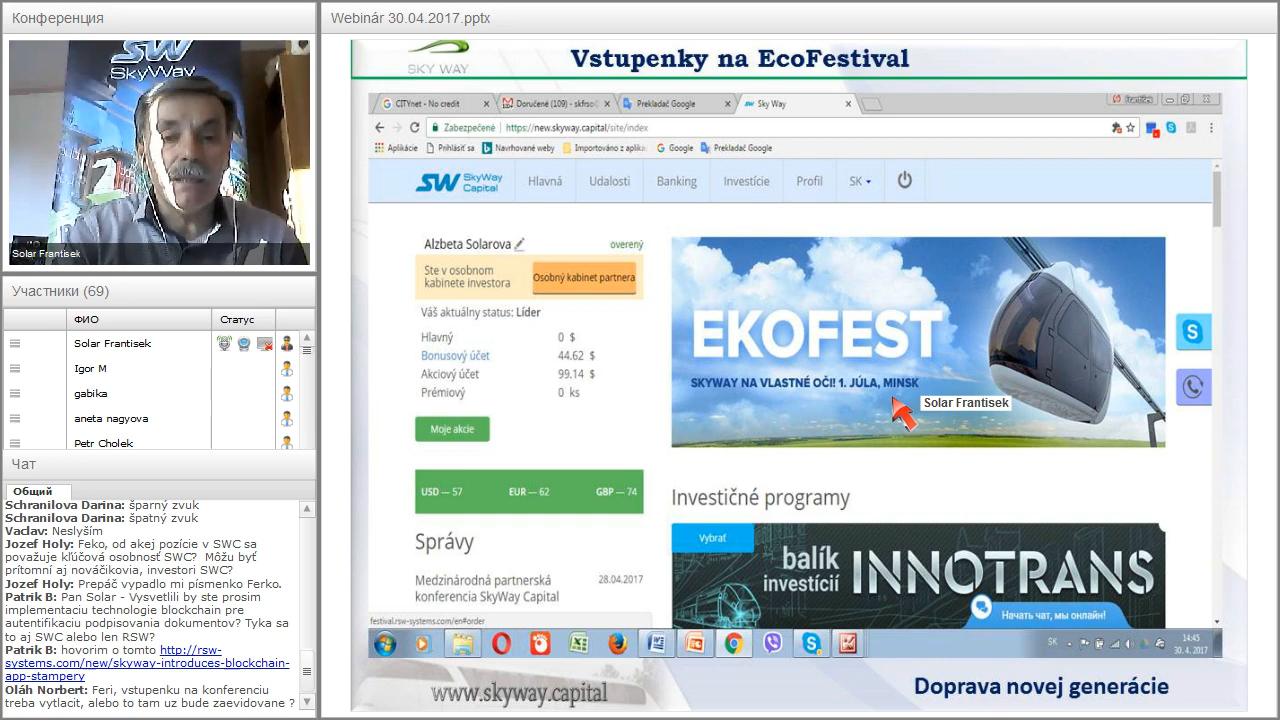 Конференция
Webinár 30.04.2017.pptx
SW
SkyWay
Solar Frantisek
Участники (69)
ФИО
Статус
Solar Frantisek
Igor M
gabika
aneta nagyova
Petr Cholek
Чат
Общий
Schranilova Darina: šparný zvuk
Schranilova Darina: špatný zvuk
Vaclav: Neslyším
Jozef Holy: Feko, od akej pozície v SWC sa
považuje kľúčová osobnosť SWC? Môžu byť
prítomní aj nováčikovia, investori SWC?
Jozef Holy: Prepáč vypadlo mi písmenko Ferko.
Patrik B: Pan Solar - Vysvetlili by ste prosim
implementaciu technologie blockchain pre
autentifikaciu podpisovania dokumentov? Tyka
sa to aj SWC alebo len RSW?
Patrik B: hovorim o tomto http://rsw-
systems.com/new/skyway-introduces-blockchain-
app-stampery
Oláh Norbert: Feri, vstupenku na konferenciu
treba vytlacit, alebo to tam uz bude zaevidovane ?
SKY WAY
Vstupenky na EcoFestival
CITYnet - No credit
Doručené (109) - skfrso@
Prekladač Google
Sky Way
František
Zabezpečené
https://new.skyway.capital/site/index
Aplikácie
Prihlásiť sa
Navrhované weby
Importováno z aplika
Google
Prekladač Google
SW SkyWay
Capital
Hlavná
Udalosti
Banking
Investície
Profil
SK
Alzbeta Solarova
overený
Ste v osobnom
kabinete investora
Osobný kabinet partnera
Váš aktuálny status: Líder
Hlavný 0 $
Bonusový účet 44.62 $
Akciový účet 99.14 $
Prémiový 0 ks
Moje akcie
USD — 57
EUR — 62
GBP — 74
Správy
Medzinárodná partnerská
konferencia SkyWay Capital
28.04.2017
EKOFEST
SKYWAY NA VLASTNÉ OČI! 1. JÚLA, MINSK
Solar Frantisek
Investičné programy
Vybrať
balík
investícií
INNOTRANS
Начать чат, мы онлайн!
festival.rsw-systems.com/en#order
SK
14:45
30. 4. 2017
www.skyway.capital
Doprava novej generácie